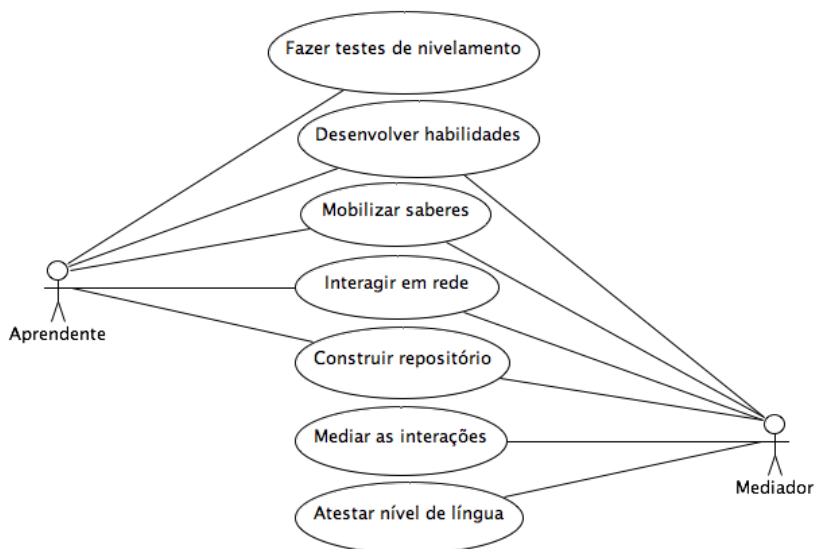 Fazer testes de nivelamento
Desenvolver habilidades
Mobilizar saberes
Interagir em rede
Aprendente
Construir repositório
Mediar as interações
Mediador
Atestar nível de língua